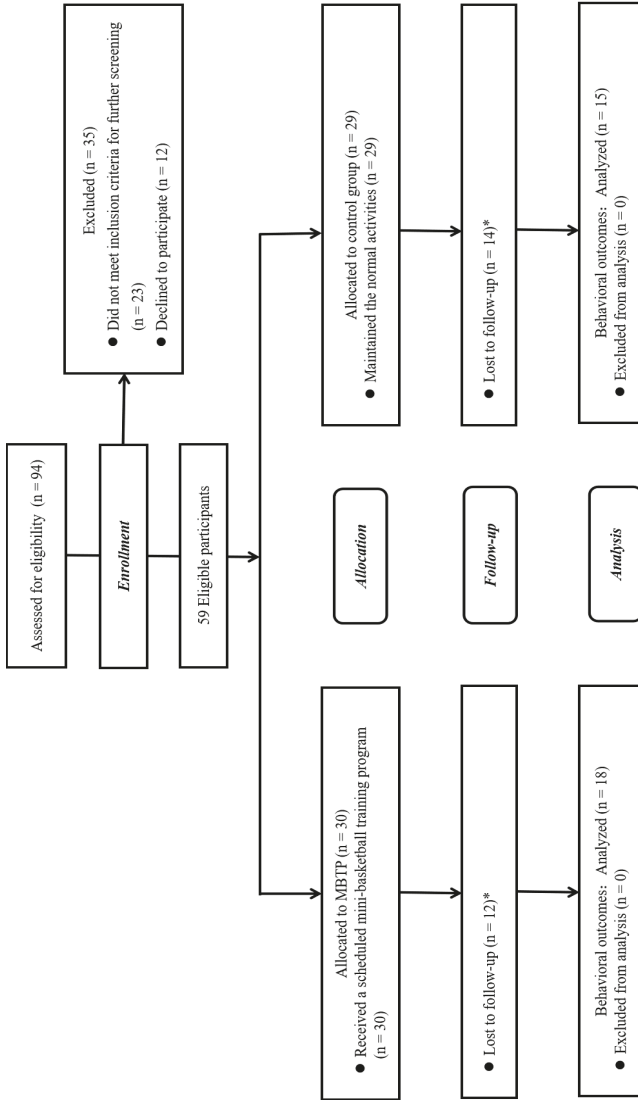 Assessed for eligibility (n = 94)
Enrollment
Excluded (n = 35)
● Did not meet inclusion criteria for further screening
(n = 23)
● Declined to participate (n = 12)
59 Eligible participants
Allocated to MBTP (n = 30)
● Received a scheduled mini-basketball training program
(n = 30)
Allocation
Allocated to control group (n = 29)
● Maintained the normal activities (n = 29)
● Lost to follow-up (n = 12)*
Follow-up
● Lost to follow-up (n = 14)*
Behavioral outcomes: Analyzed (n = 18)
● Excluded from analysis (n = 0)
Analysis
Behavioral outcomes: Analyzed (n = 15)
● Excluded from analysis (n = 0)